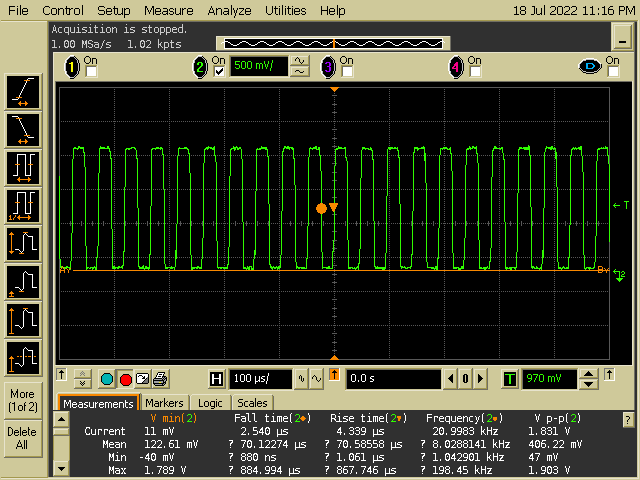 File Control Setup Measure Analyze Utilities Help 18 Jul 2022 11:16 PM
Acquisition is stopped.
1.00 MSa/s 1.02 kpts
1 On 2 On 500 mV/ 3 On 4 On D On
T
2
H 100 µs/ 0.0 s 0 T 970 mV
More
(1of 2)
Delete
All
Measurements Markers Logic Scales
V min(2) Fall time(2) Rise time(2) Frequency(2) V p-p(2) ?
Current 11 mV 2.540 µs 4.339 µs 20.9983 kHz 1.831 V
Mean 122.61 mV ? 70.12274 µs ? 70.58558 µs ? 8.0288141 kHz 406.22 mV
Min -40 mV ? 880 ns ? 1.061 µs ? 1.042901 kHz 47 mV
Max 1.789 V ? 884.994 µs ? 867.746 µs ? 198.45 kHz 1.903 V